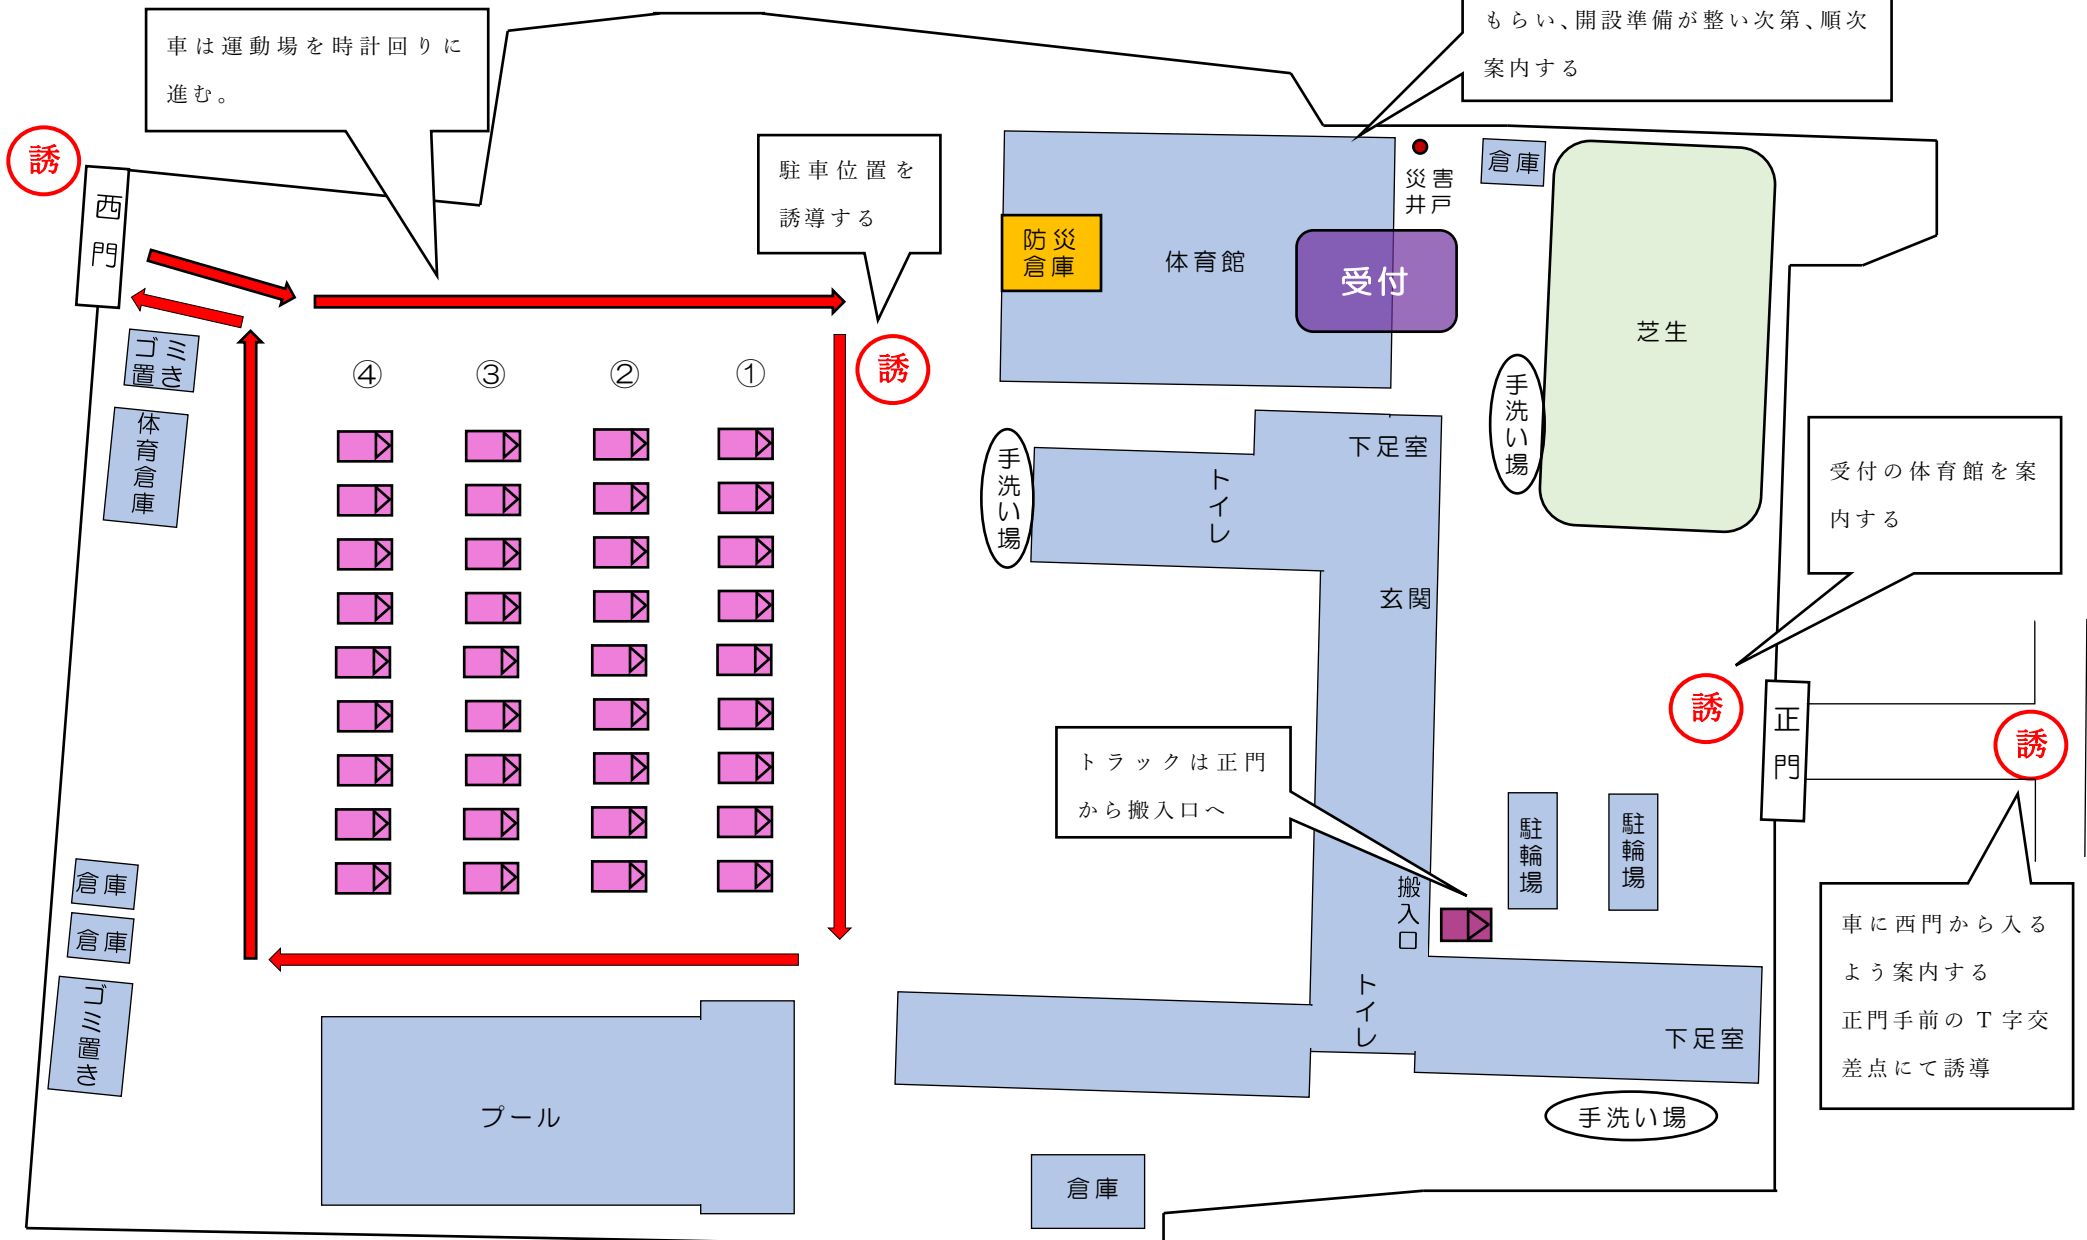 車は運動場を時計回りに
進む。
もらい、開設準備が整い次第、順次
案内する
誘
西門
駐車位置を
誘導する
防災
倉庫
体育館
受付
災害
井戸
倉庫
芝生
ゴミ
置き
体育倉庫
④
③
②
①
誘
手洗い場
手洗い場
下足室
トイレ
玄関
受付の体育館を案
内する
誘
正門
誘
トラックは正門
から搬入口へ
駐輪場
駐輪場
搬入口
倉庫
倉庫
ゴミ置き
車に西門から入る
よう案内する
正門手前のT字交
差点にて誘導
トイレ
下足室
プール
手洗い場
倉庫